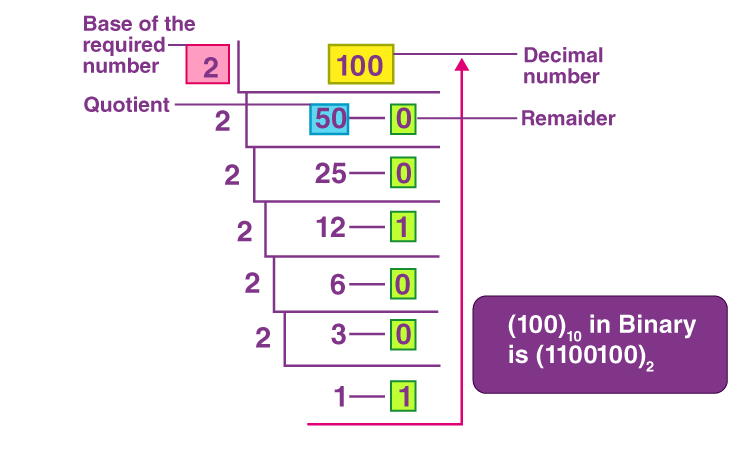 Base of the
required
number
2
100
Decimal
number
Quotient
2
50
0
Remaider
2
25
0
2
12
1
2
6
0
2
3
0
1
1
(100)₁₀ in Binary
is (1100100)₂